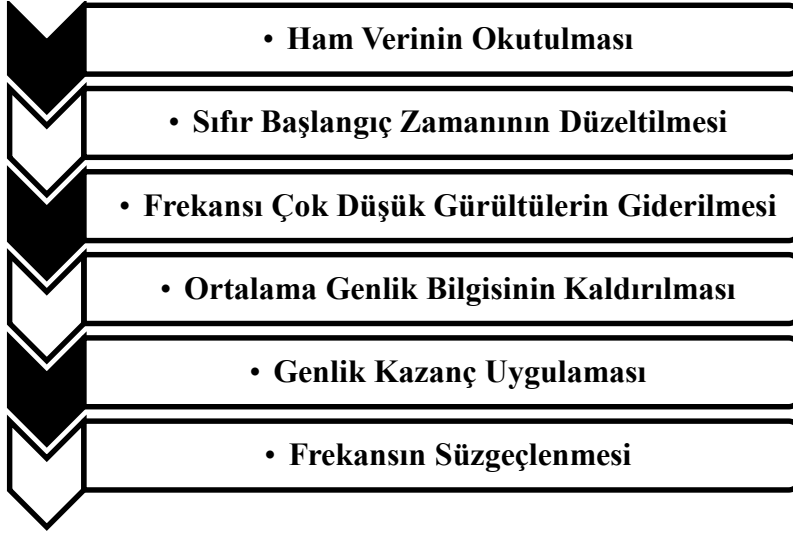 • Ham Verinin Okutulması
• Sıfır Başlangıç Zamanının Düzeltilmesi
• Frekansı Çok Düşük Gürültülerin Giderilmesi
• Ortalama Genlik Bilgisinin Kaldırılması
• Genlik Kazanç Uygulaması
• Frekansın Süzgeçlenmesi